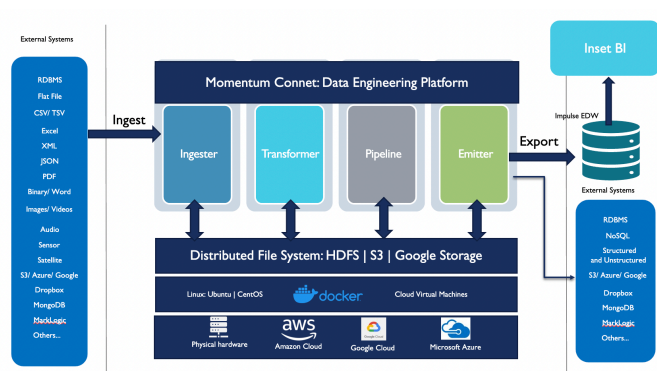 External Systems
RDBMS
Flat File
CSV/ TSV
Excel
XML
JSON
PDF
Binary/ Word
Images/ Videos
Audio
Sensor
Satellite
S3/ Azure/ Google
Dropbox
MongoDB
MarkLogic
Others...
Ingest
Momentum Connet: Data Engineering Platform
Ingester
Transformer
Pipeline
Emitter
Distributed File System: HDFS | S3 | Google Storage
Linux: Ubuntu | CentOS
docker
Cloud Virtual Machines
Physical hardware
aws
Amazon Cloud
Google Cloud
Google Cloud
Microsoft Azure
Export
Inset BI
Impulse EDW
External Systems
RDBMS
NoSQL
Structured
and Unstructured
S3/ Azure/ Google
Dropbox
MongoDB
MarkLogic
Others...